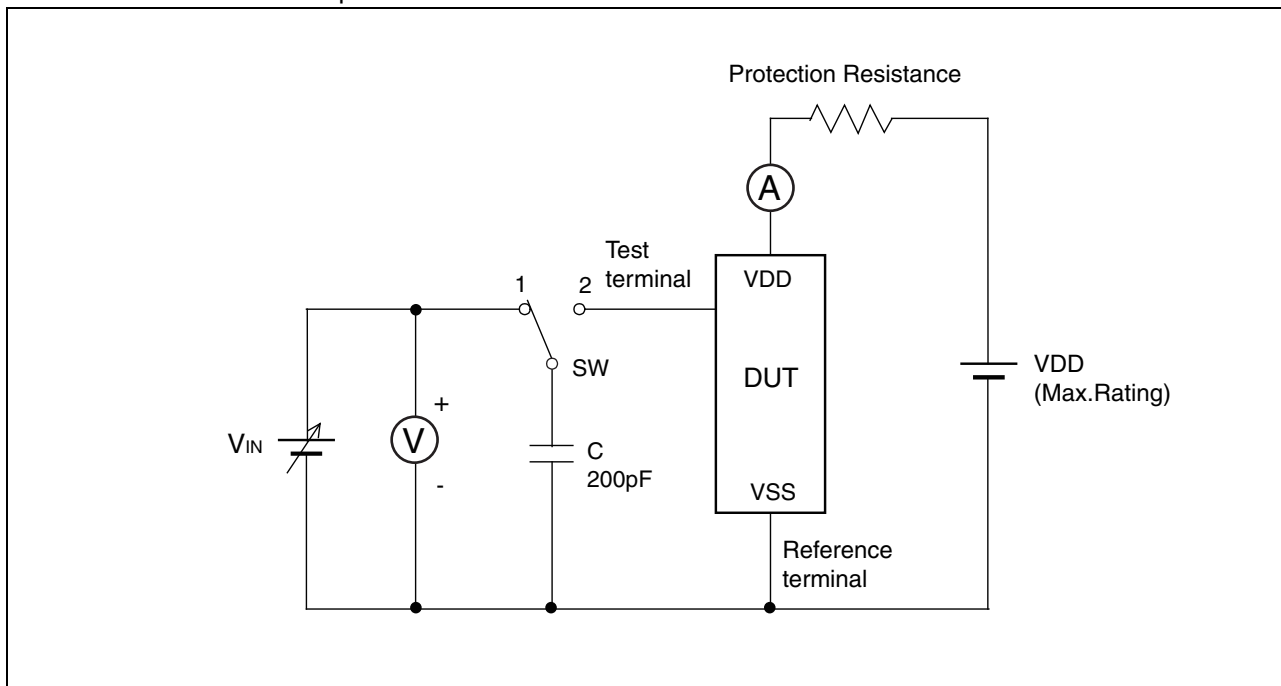 Protection Resistance
A
Test
terminal
1
2
VDD
SW
DUT
VDD
(Max.Rating)
VIN
+
V
-
C
200pF
VSS
Reference
terminal